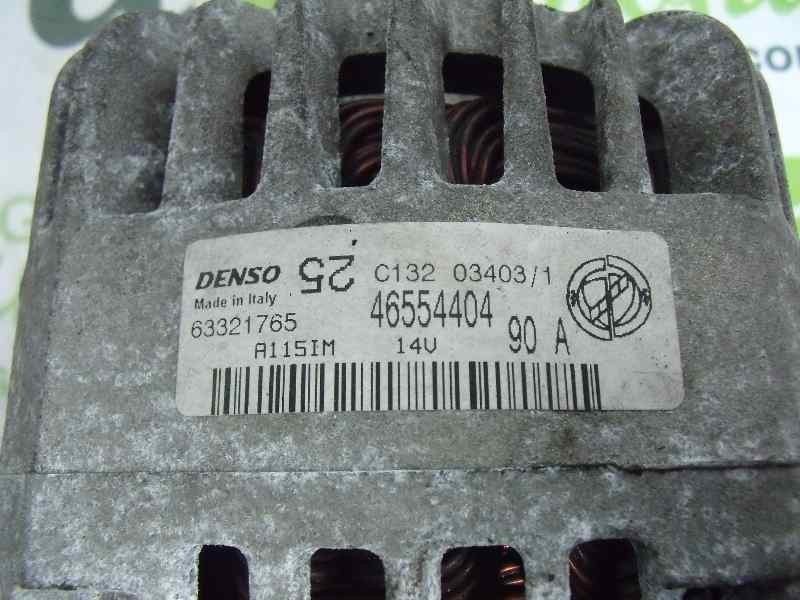 DENSO 25 C132 03403/1
Made in Italy
63321765 46554404
A115IM 14V 90 A